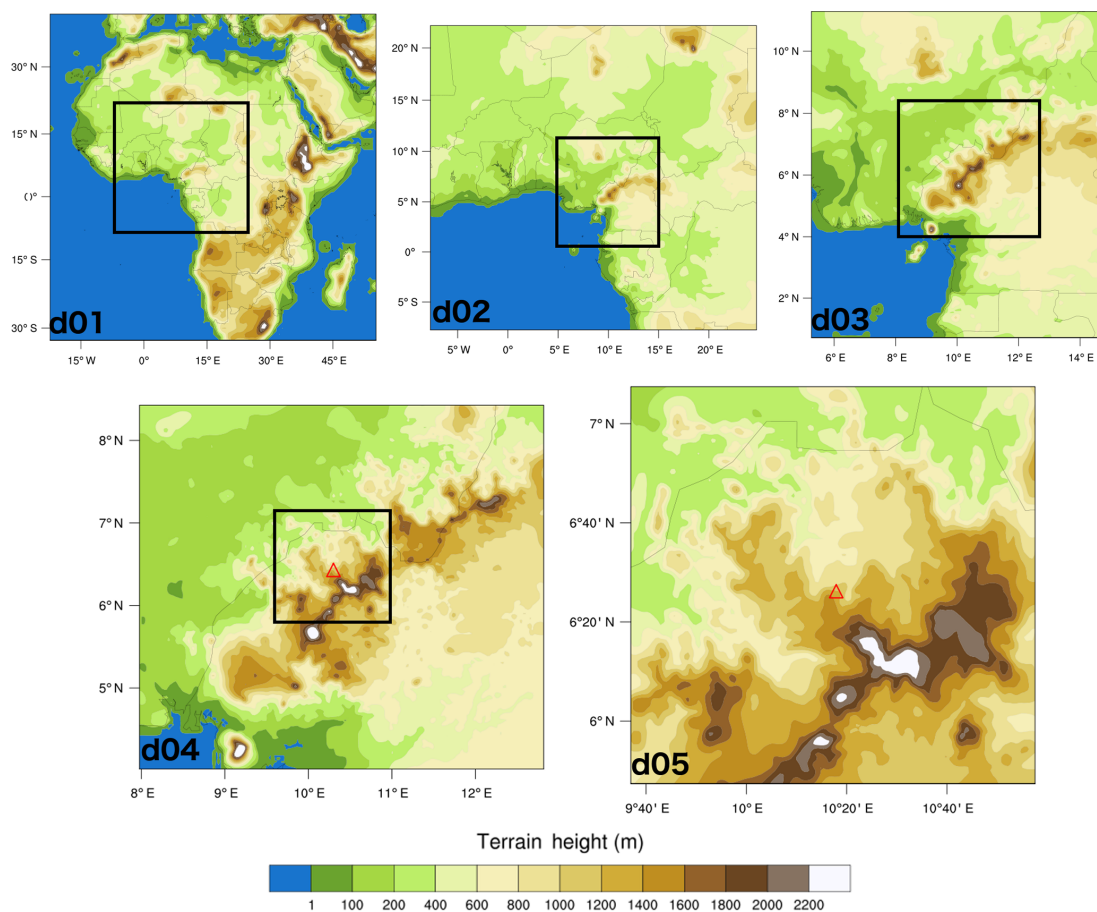 30° N
15° N
0°
15° S
30° S
d01
15° W
0°
15° E
30° E
45° E
20° N
15° N
10° N
5° N
0°
5° S
d02
5° W
0°
5° E
10° E
15° E
20° E
10° N
8° N
6° N
4° N
2° N
d03
6° E
8° E
10° E
12° E
14° E
8° N
7° N
6° N
5° N
d04
8° E
9° E
10° E
11° E
12° E
7° N
6°40' N
6°20' N
6° N
d05
9°40' E
10° E
10°20' E
10°40' E
Terrain height (m)
1 100 200 400 600 800 1000 1200 1400 1600 1800 2000 2200